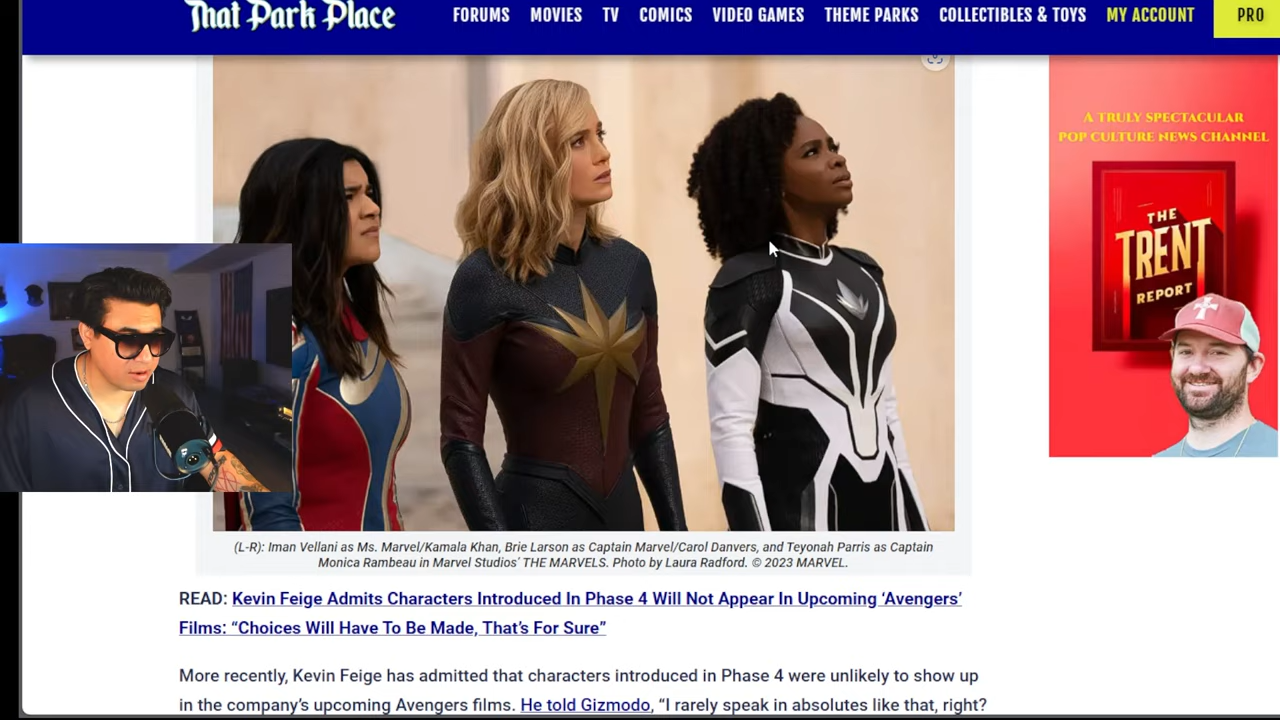 That Park Place
FORUMS MOVIES TV COMICS VIDEO GAMES THEME PARKS COLLECTIBLES & TOYS MY ACCOUNT PRO
A TRULY SPECTACULAR
POP CULTURE NEWS CHANNEL
THE
TRENT
REPORT
(L-R): Iman Vellani as Ms. Marvel/Kamala Khan, Brie Larson as Captain Marvel/Carol Danvers, and Teyonah Parris as Captain
Monica Rambeau in Marvel Studios' THE MARVELS. Photo by Laura Radford. © 2023 MARVEL.
READ: Kevin Feige Admits Characters Introduced In Phase 4 Will Not Appear In Upcoming ‘Avengers’
Films: “Choices Will Have To Be Made, That’s For Sure”
More recently, Kevin Feige has admitted that characters introduced in Phase 4 were unlikely to show up
in the company’s upcoming Avengers films. He told Gizmodo, “I rarely speak in absolutes like that, right?